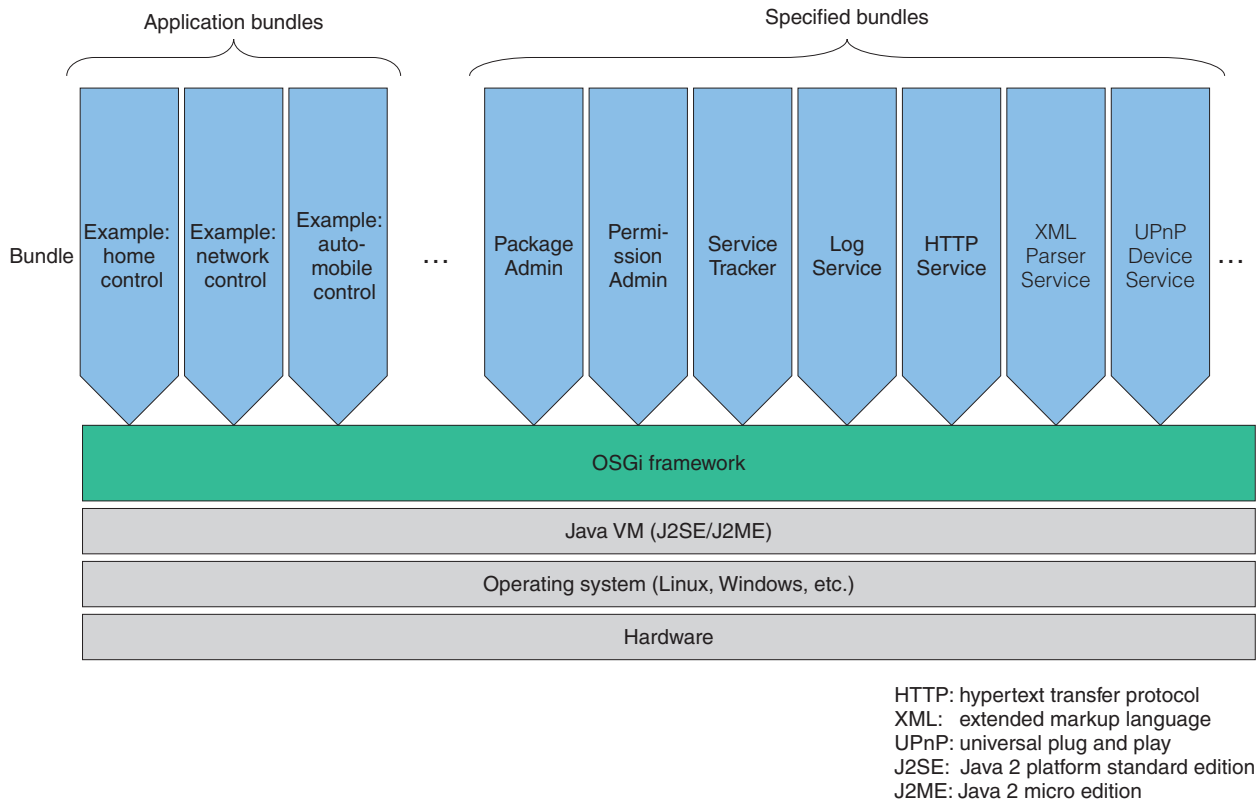 Application bundles
Specified bundles
Bundle
Example:
home
control
Example:
network
control
Example:
auto-
mobile
control
...
Package
Admin
Permi-
ssion
Admin
Service
Tracker
Log
Service
HTTP
Service
XML
Parser
Service
UPnP
Device
Service
...
OSGi framework
Java VM (J2SE/J2ME)
Operating system (Linux, Windows, etc.)
Hardware
HTTP: hypertext transfer protocol
XML: extended markup language
UPnP: universal plug and play
J2SE: Java 2 platform standard edition
J2ME: Java 2 micro edition